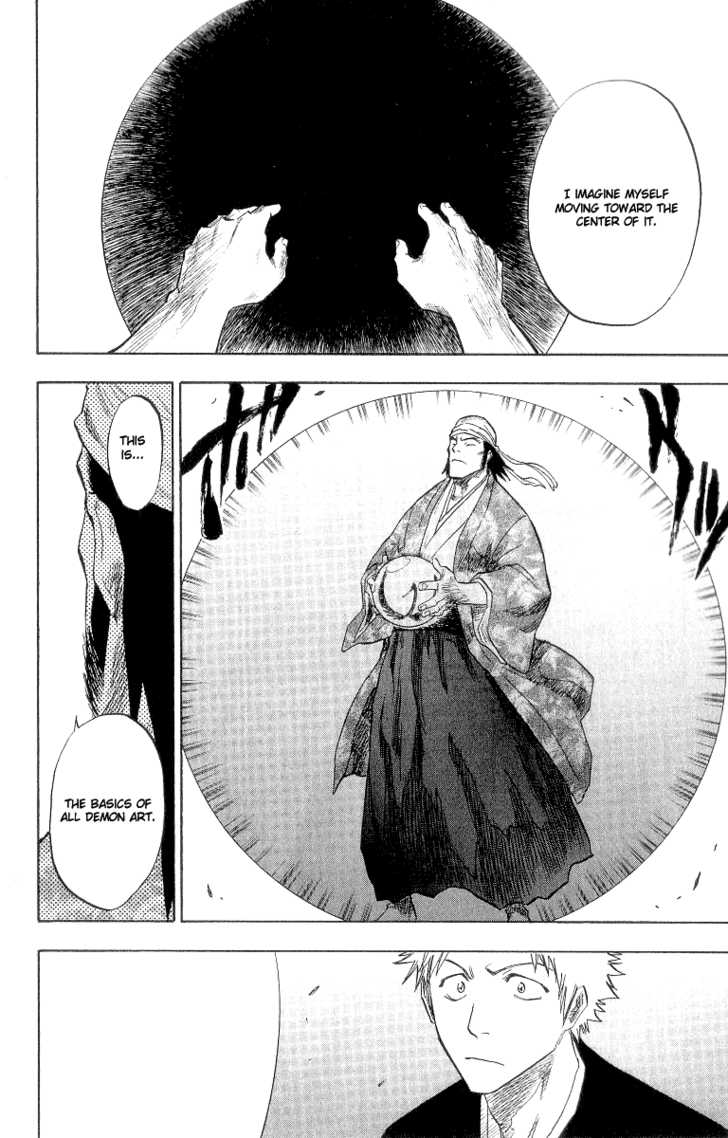 I IMAGINE MYSELF
MOVING TOWARD THE
CENTER OF IT.
THIS
IS...
THE BASICS OF
ALL DEMON ART.